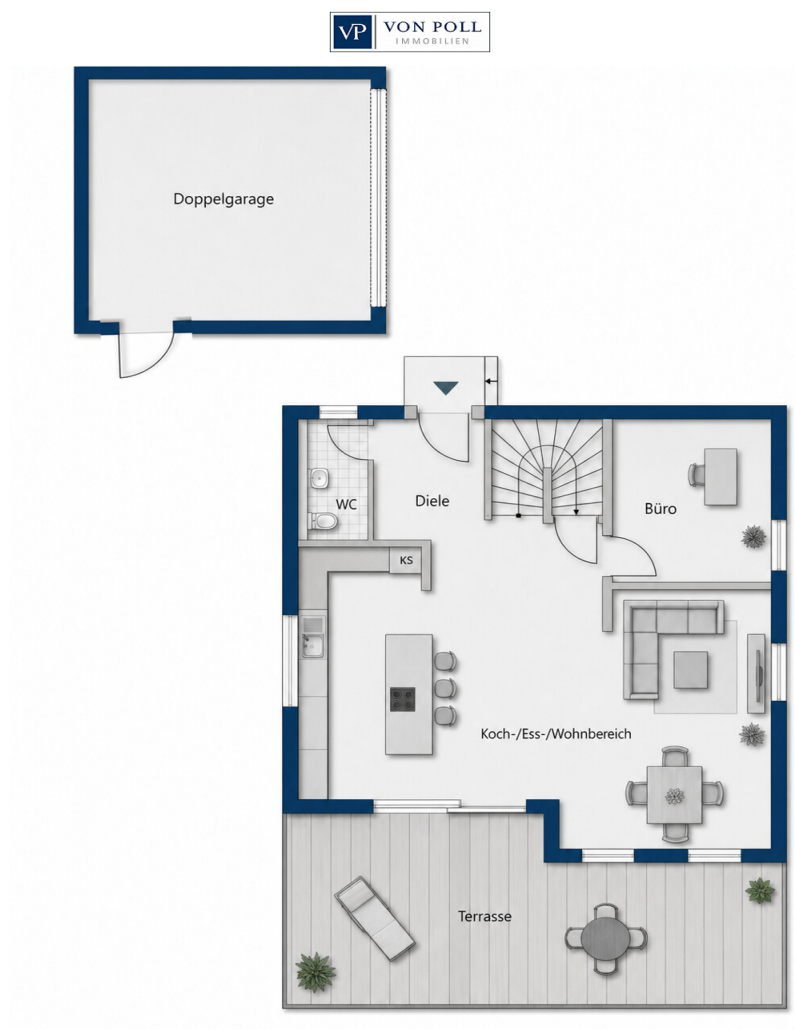 VP VON POLL
IMMOBILIEN
Doppelgarage
WC
Diele
Büro
KS
Koch-/Ess-/Wohnbereich
Terrasse